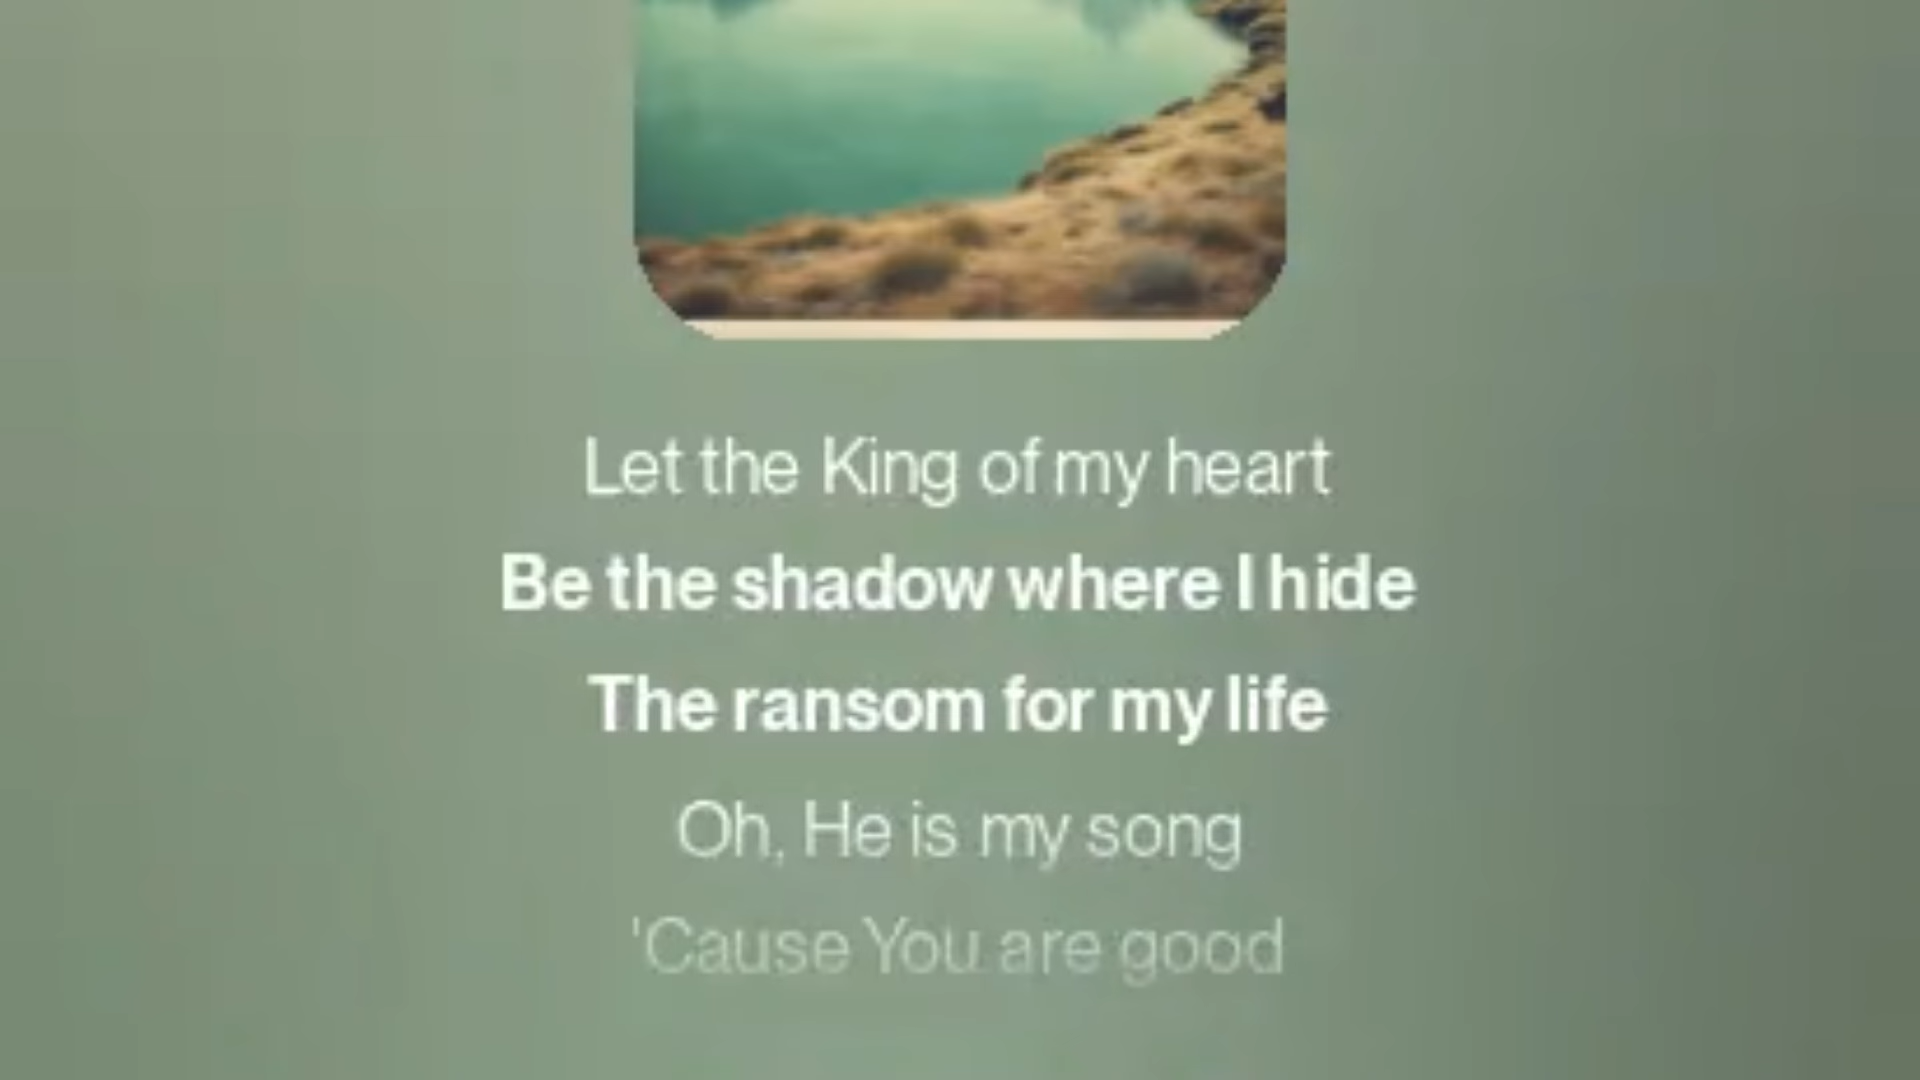 Let the King of my heart
Be the shadow where I hide
The ransom for my life
Oh, He is my song
'Cause You are good